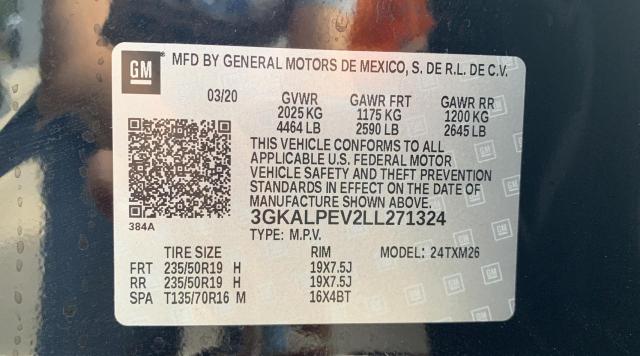 GM
MFD BY GENERAL MOTORS DE MEXICO, S. DE R.L. DE C.V.
03/20 GVWR GAWR FRT GAWR RR
2025 KG 1175 KG 1200 KG
4464 LB 2590 LB 2645 LB
THIS VEHICLE CONFORMS TO ALL
APPLICABLE U.S. FEDERAL MOTOR
VEHICLE SAFETY AND THEFT PREVENTION
STANDARDS IN EFFECT ON THE DATE OF
MANUFACTURE SHOWN ABOVE.
384A
3GKALPEV2LL271324
TYPE: M.P.V. MODEL: 24TXM26
TIRE SIZE RIM
FRT 235/50R19 H 19X7.5J
RR 235/50R19 H 19X7.5J
SPA T135/70R16 M 16X4BT